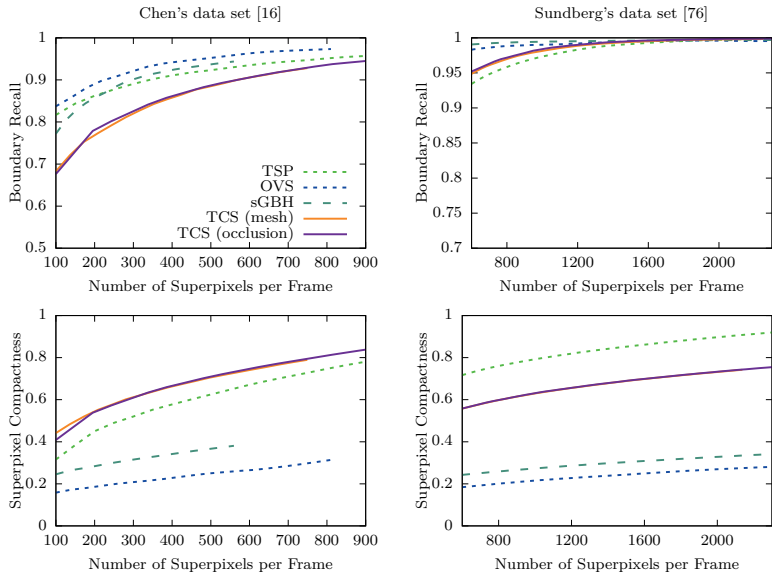 Chen's data set [16]
Boundary Recall
1
0.9
0.8
0.7
0.6
0.5
TSP
OVS
sGBH
TCS (mesh)
TCS (occlusion)
100 200 300 400 500 600 700 800 900
Number of Superpixels per Frame
Sundberg's data set [76]
Boundary Recall
1
0.95
0.9
0.85
0.8
0.75
0.7
800 1200 1600 2000
Number of Superpixels per Frame
Superpixel Compactness
1
0.8
0.6
0.4
0.2
0
100 200 300 400 500 600 700 800 900
Number of Superpixels per Frame
Superpixel Compactness
1
0.8
0.6
0.4
0.2
0
800 1200 1600 2000
Number of Superpixels per Frame